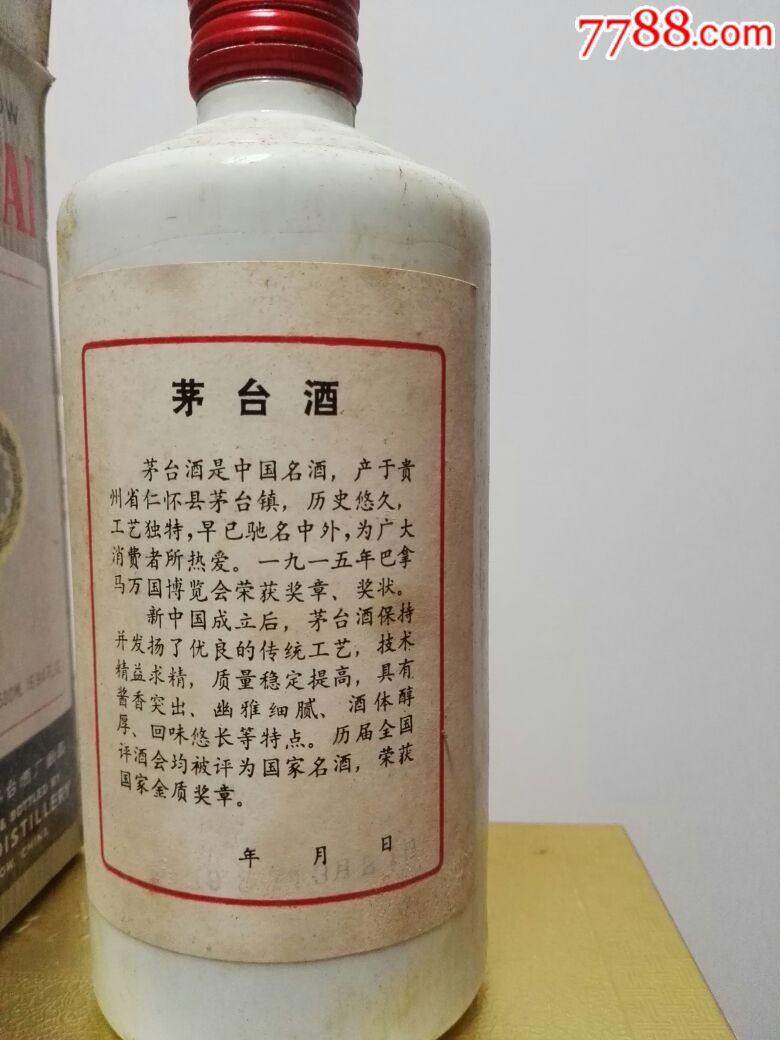 7788.com
OW
AI
茅台酒
茅台酒是中国名酒，产于贵
州省仁怀县茅台镇，历史悠久，
工艺独特，早已驰名中外，为广大
消费者所热爱。一九一五年巴拿
马万国博览会荣获奖章、奖状。
新中国成立后，茅台酒保持
并发扬了优良的传统工艺，技术
精益求精，质量稳定提高，具有
酱香突出、幽雅细腻、酒体醇
厚、回味悠长等特点。历届全国
评酒会均被评为国家名酒，荣获
国家金质奖章。
年 月 日
BOTTLED BY
DISTILLERY
CHINA